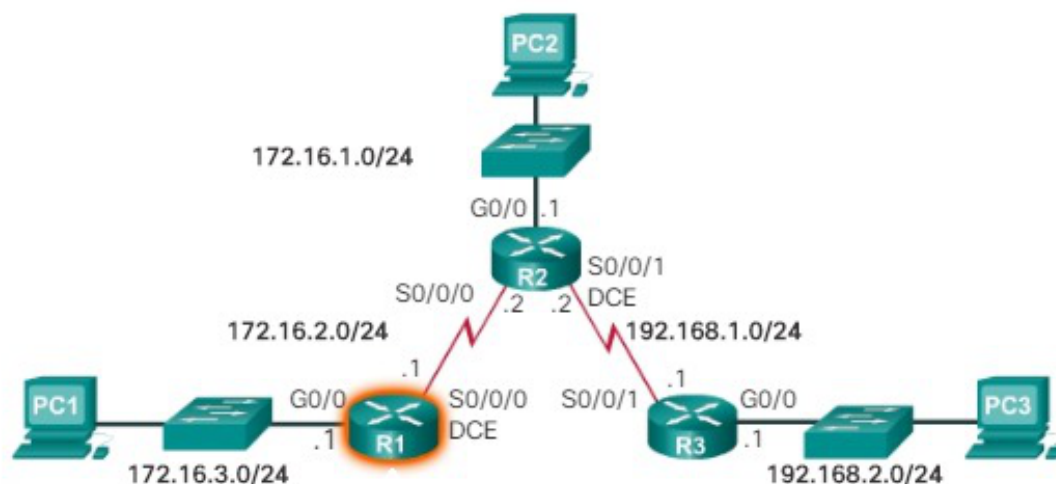 PC2
172.16.1.0/24
G0/0 .1
R2
S0/0/1
DCE
S0/0/0
.2 .2
172.16.2.0/24
192.168.1.0/24
.1
.1
PC1
G0/0
S0/0/0
DCE
S0/0/1
G0/0
PC3
.1
R1
R3
.1
172.16.3.0/24
192.168.2.0/24